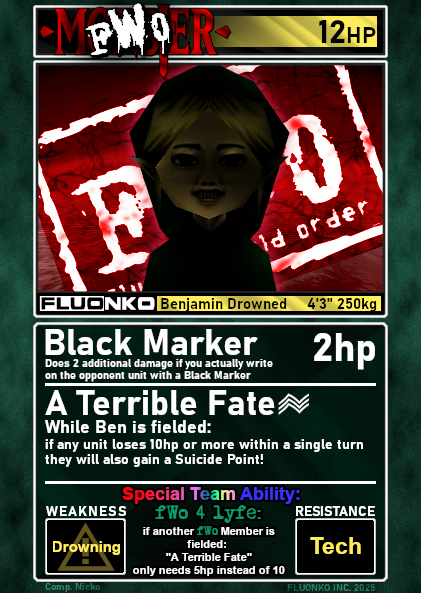 MONSTER
fWo
12HP
fWo
world order
FLUONKO
Benjamin Drowned 4'3" 250kg
Black Marker 2hp
Does 2 additional damage if you actually write
on the opponent unit with a Black Marker
A Terrible Fate
While Ben is fielded:
if any unit loses 10hp or more within a single turn
they will also gain a Suicide Point!
Special Team Ability:
fWo 4 lyfe:
WEAKNESS
Drowning
if another fWo Member is
fielded:
"A Terrible Fate"
only needs 5hp instead of 10
RESISTANCE
Tech
Comp. Nicko
FLUONKO INC. 2025